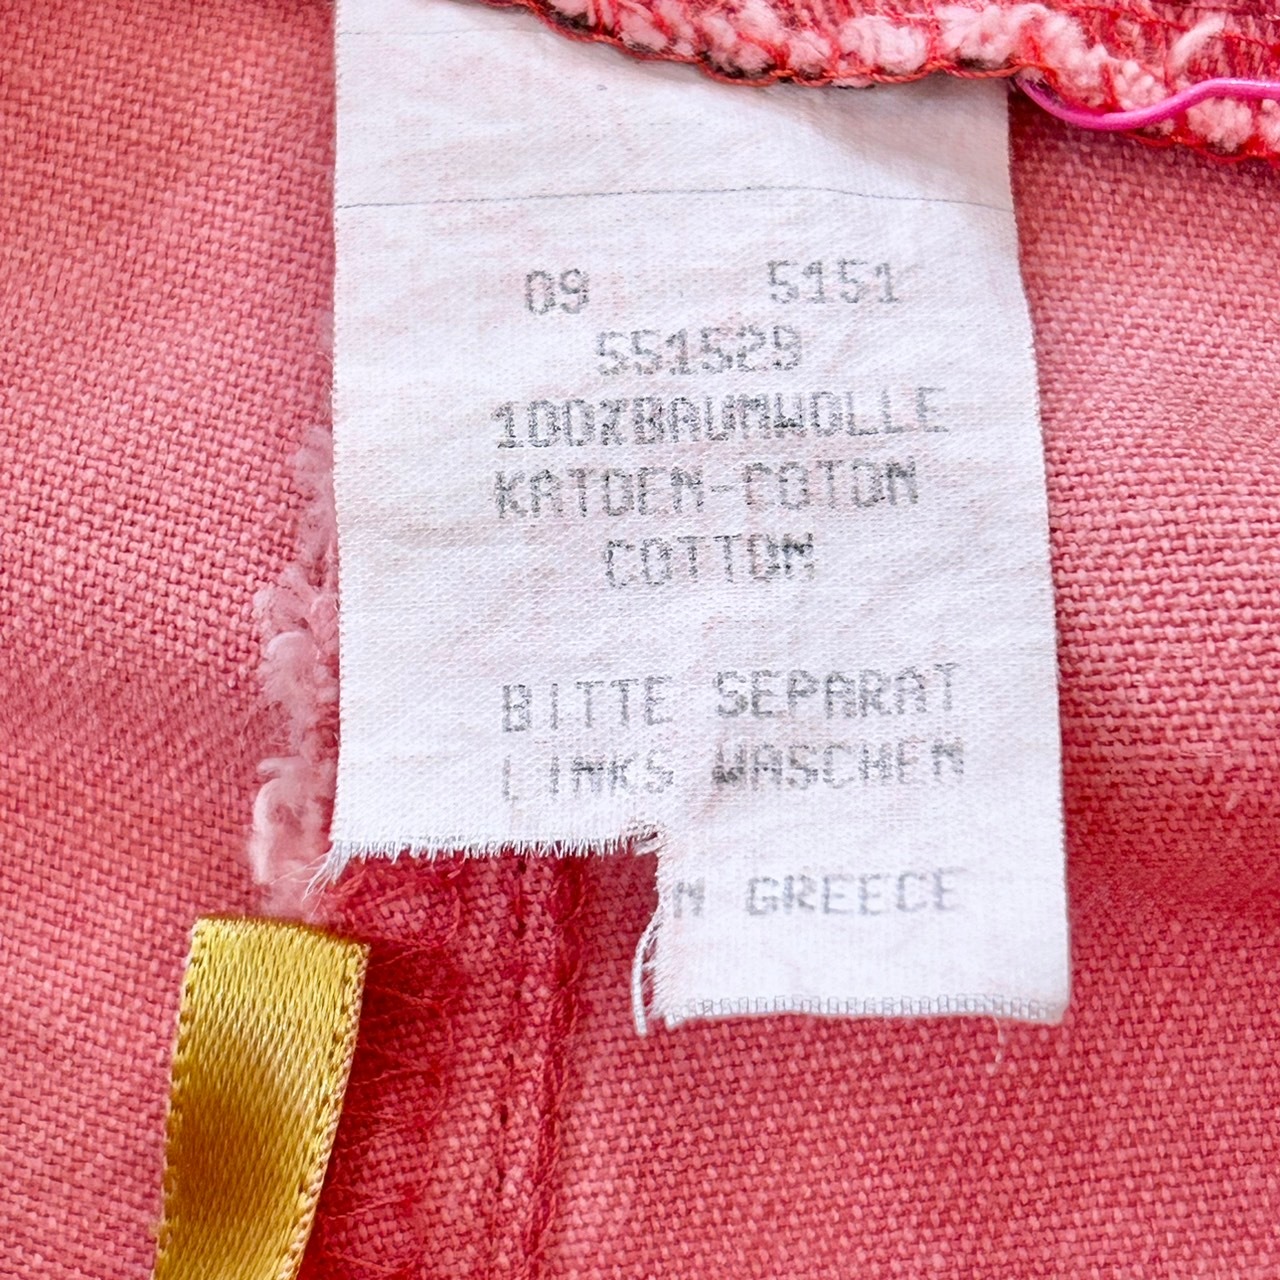 09 5151
551529
100%BAUMWOLLE
KATOEN-COTON
COTTON
BITTE SEPARAT
LINKS WASCHEN
N GREECE